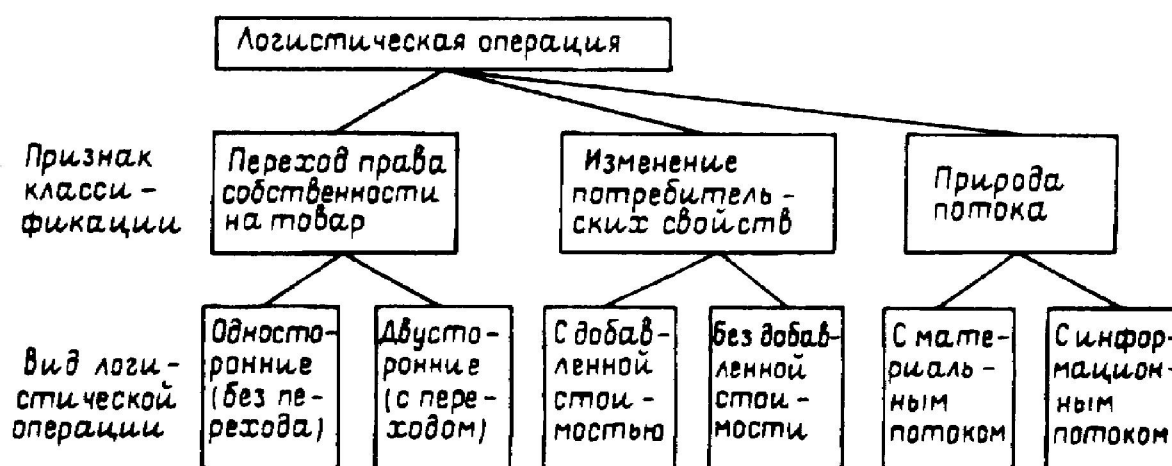 Логистическая операция
Признак
класси-
фикации
Переход права
собственности
на товар
Изменение
потребитель-
ских свойств
Природа
потока
Вид логи-
стической
операции
Односто-
ронние
(без пе-
рехода)
Двусто-
ронние
(с пере-
ходом)
С добав-
ленной
стои-
мостью
Без добав-
ленной
стои-
мости
С мате-
риаль-
ным
потоком
С инфор-
мацион-
ным
потоком